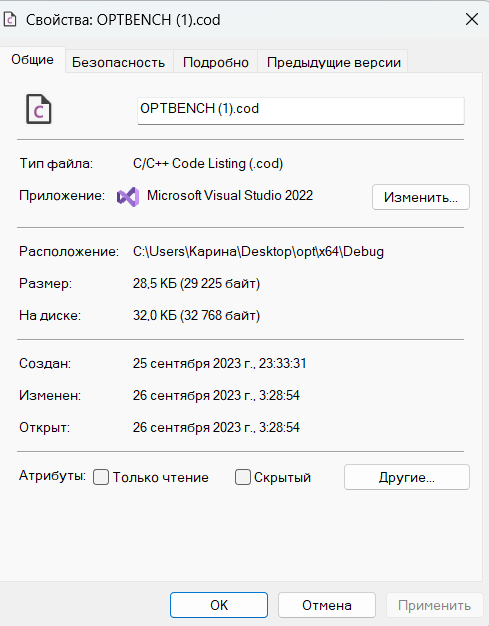 Свойства: OPTBENCH (1).cod
Общие Безопасность Подробно Предыдущие версии
OPTBENCH (1).cod
Тип файла: C/C++ Code Listing (.cod)
Приложение: Microsoft Visual Studio 2022 Изменить...
Расположение: C:\Users\Карина\Desktop\opt\x64\Debug
Размер: 28,5 КБ (29 225 байт)
На диске: 32,0 КБ (32 768 байт)
Создан: 25 сентября 2023 г., 23:33:31
Изменен: 26 сентября 2023 г., 3:28:54
Открыт: 26 сентября 2023 г., 3:28:54
Атрибуты: Только чтение Скрытый Другие...
ОК Отмена Применить